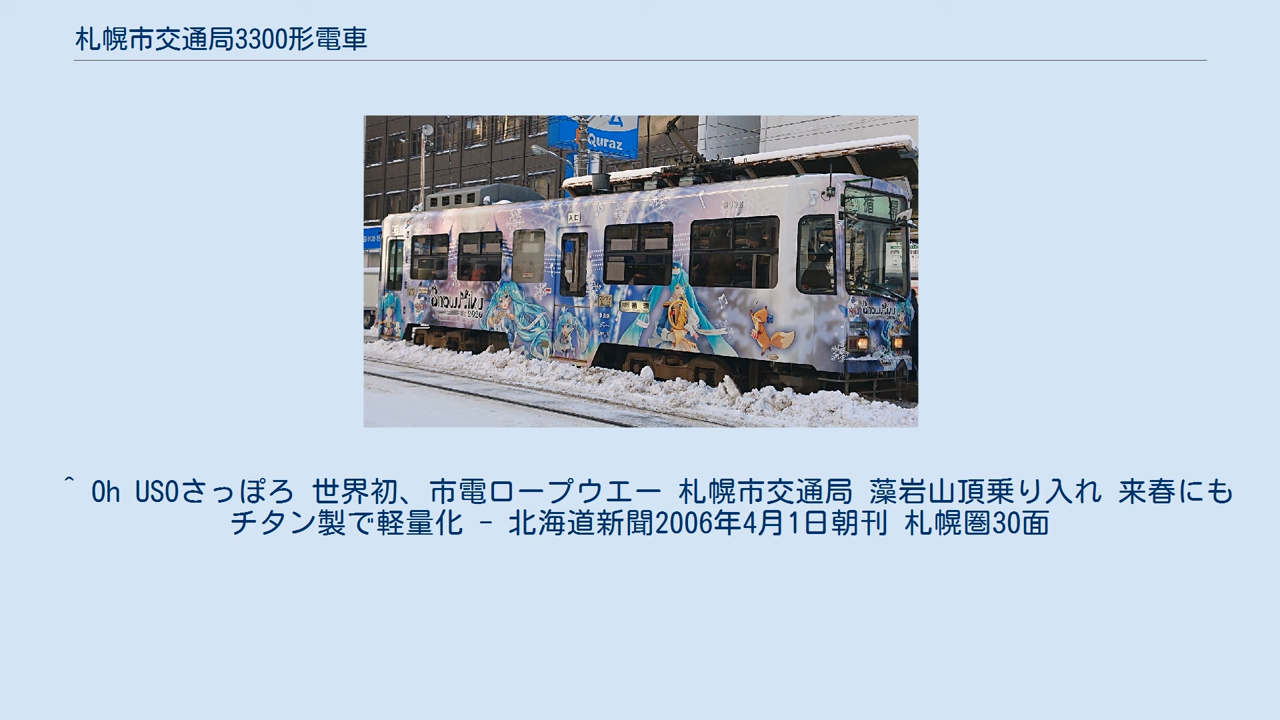 札幌市交通局3300形電車
Quraz
入口
^ Oh USOさっぽろ 世界初、市電ロープウエー 札幌市交通局 藻岩山頂乗り入れ 来春にも
チタン製で軽量化 - 北海道新聞2006年4月1日朝刊 札幌圏30面